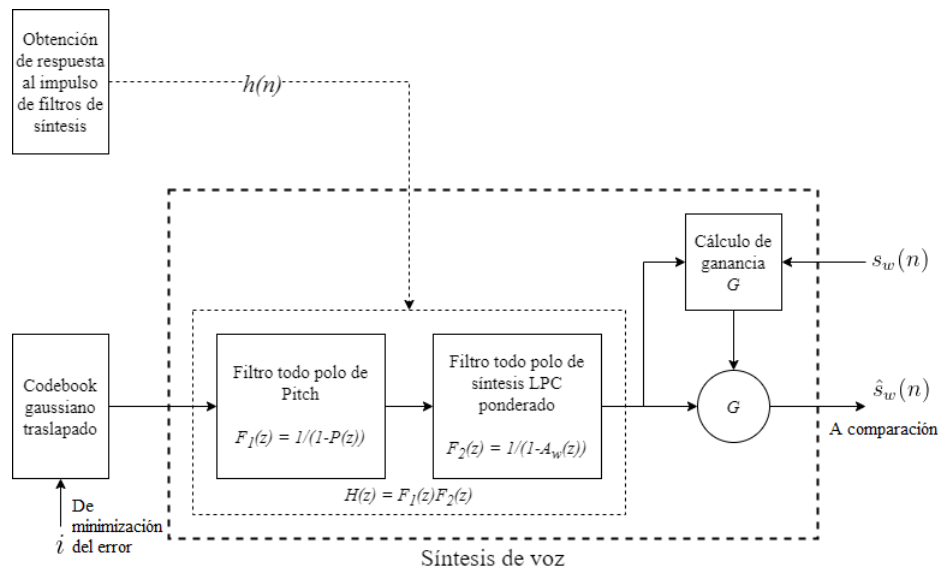 Obtención
de respuesta
al impulso
de filtros de
síntesis
h(n)
Cálculo de
ganancia
G
s_w(n)
Codebook
gaussiano
traslapado
Filtro todo polo de
Pitch
F_1(z) = 1/(1-P(z))
Filtro todo polo de
síntesis LPC
ponderado
F_2(z) = 1/(1-A_w(z))
G
ŝ_w(n)
A comparación
H(z) = F_1(z)F_2(z)
De
minimización
del error
i
Síntesis de voz